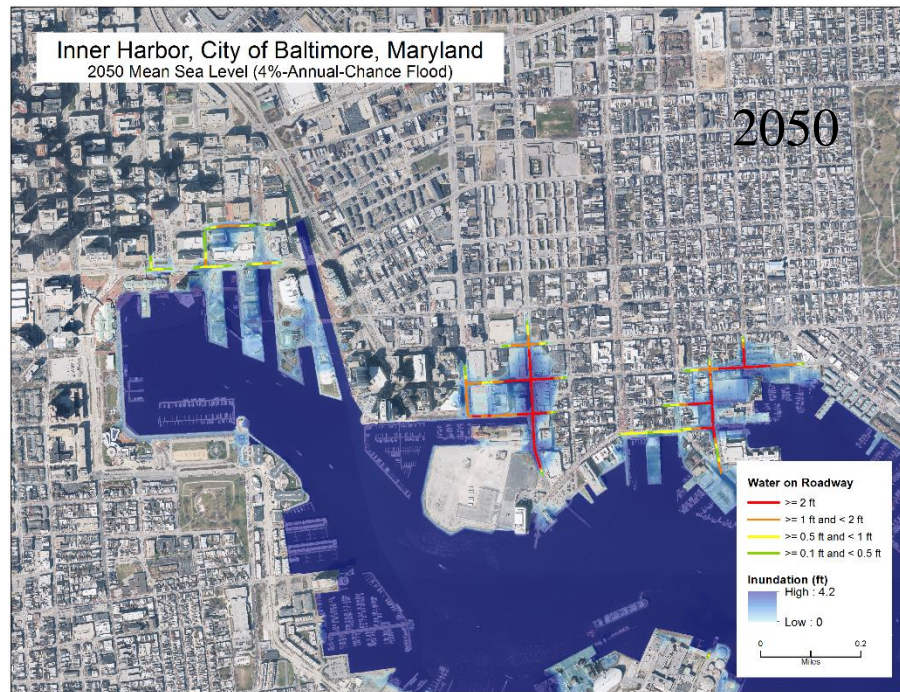 Inner Harbor, City of Baltimore, Maryland
2050 Mean Sea Level (4%-Annual-Chance Flood)
2050
Water on Roadway
>= 2 ft
>= 1 ft and < 2 ft
>= 0.5 ft and < 1 ft
>= 0.1 ft and < 0.5 ft
Inundation (ft)
High : 4.2
Low : 0
0 0.2
Miles